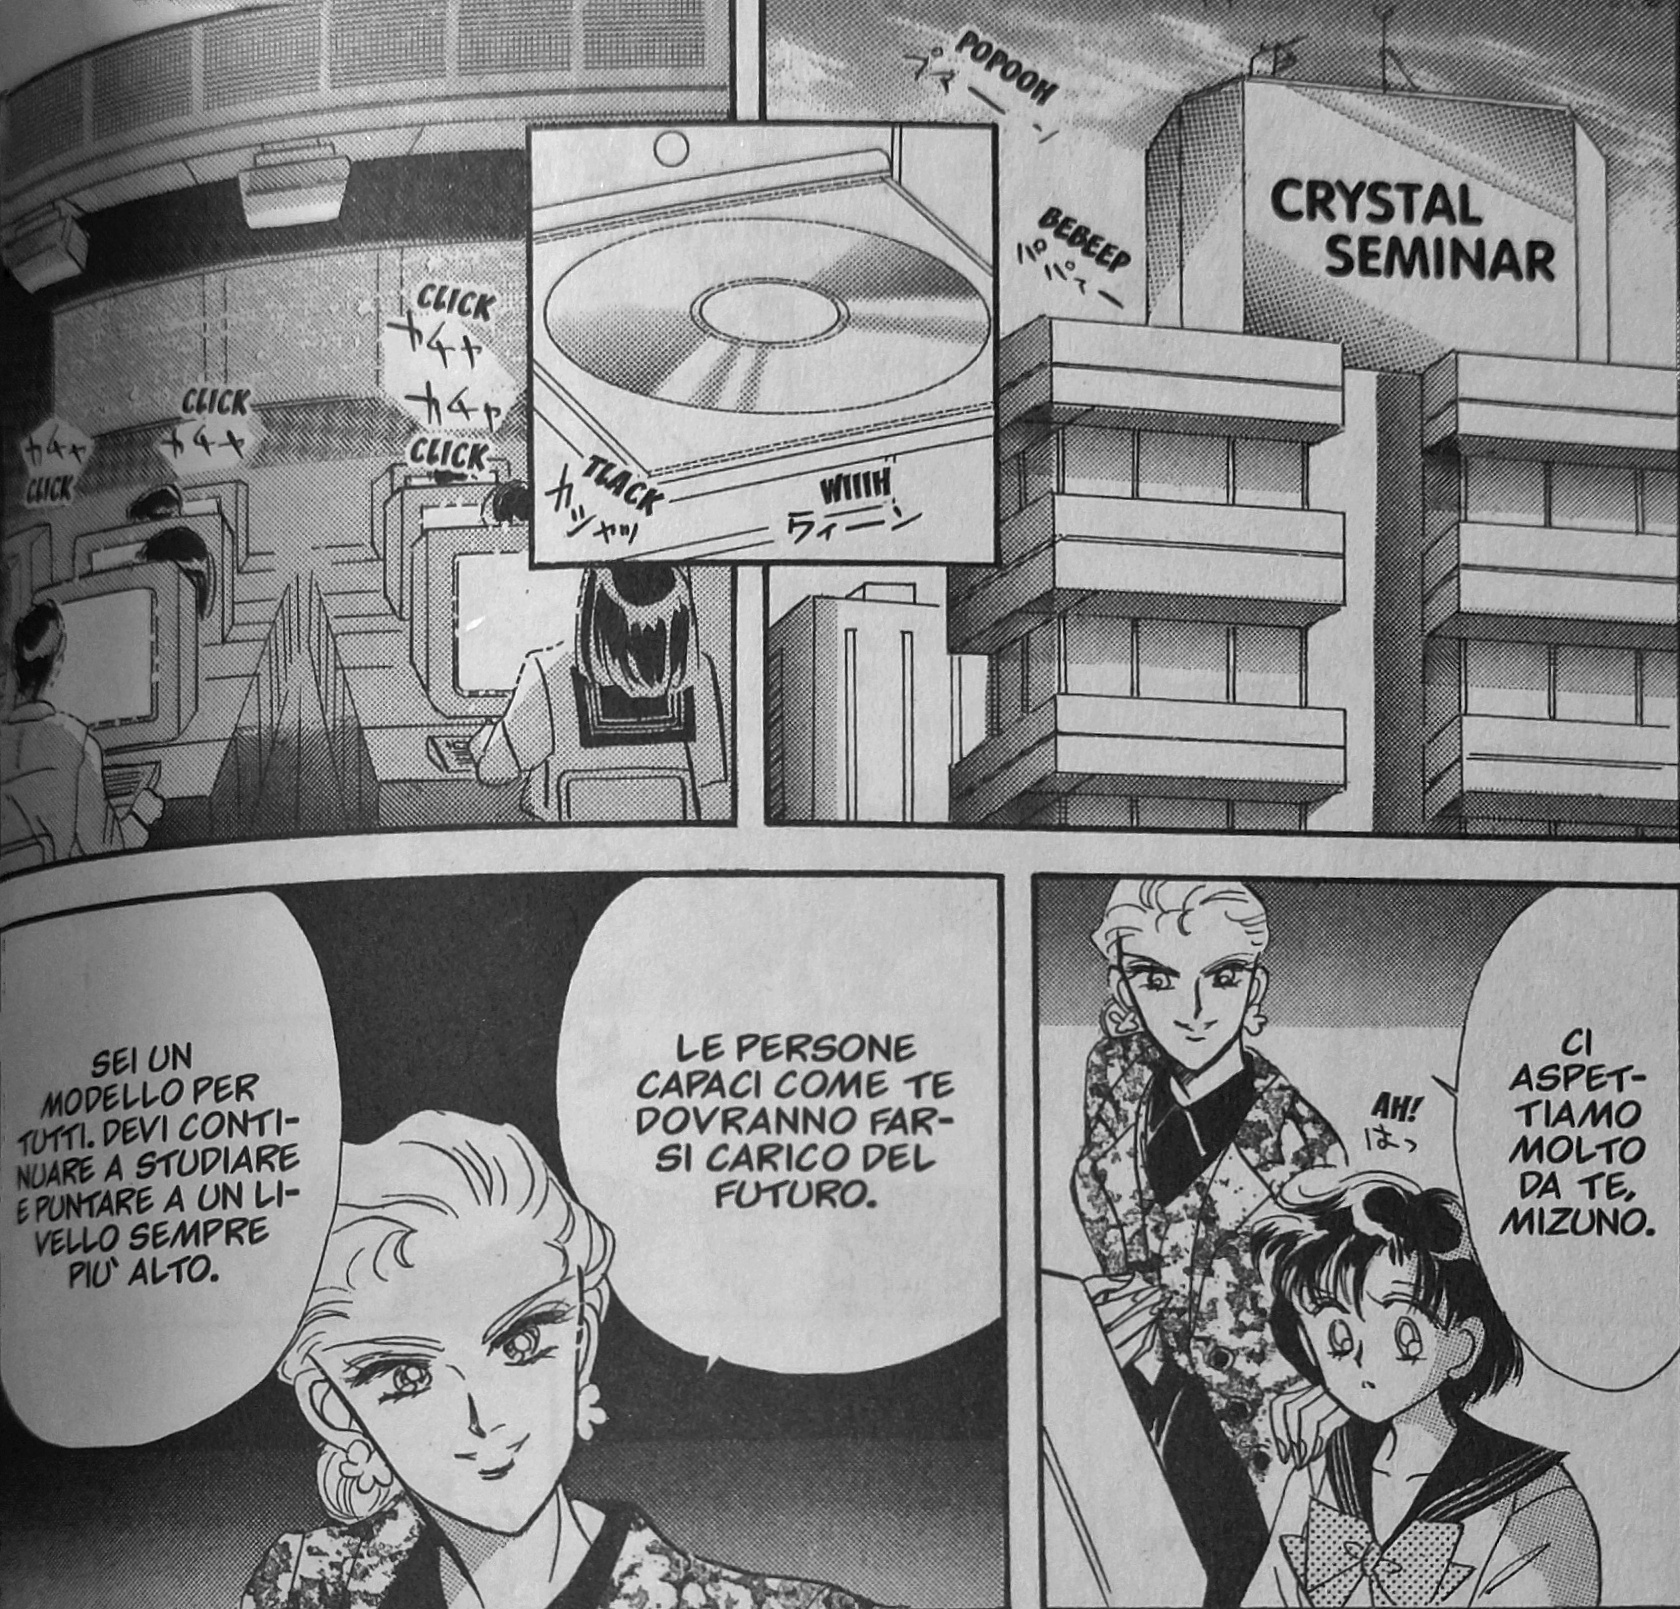 POPOOH
プァーン
BEBEEP
パパァー
CRYSTAL
SEMINAR
TLACK
ガシャッ
WIIIH
ライーン
CLICK
カチャ
カチャ
CLICK
CLICK
カチャ
カチャ
CLICK
CI
ASPET-
TIAMO
MOLTO
DA TE,
MIZUNO.
AH!
はっ
LE PERSONE
CAPACI COME TE
DOVRANNO FAR-
SI CARICO DEL
FUTURO.
SEI UN
MODELLO PER
TUTTI. DEVI CONTI-
NUARE A STUDIARE
E PUNTARE A UN LI-
VELLO SEMPRE
PIU' ALTO.